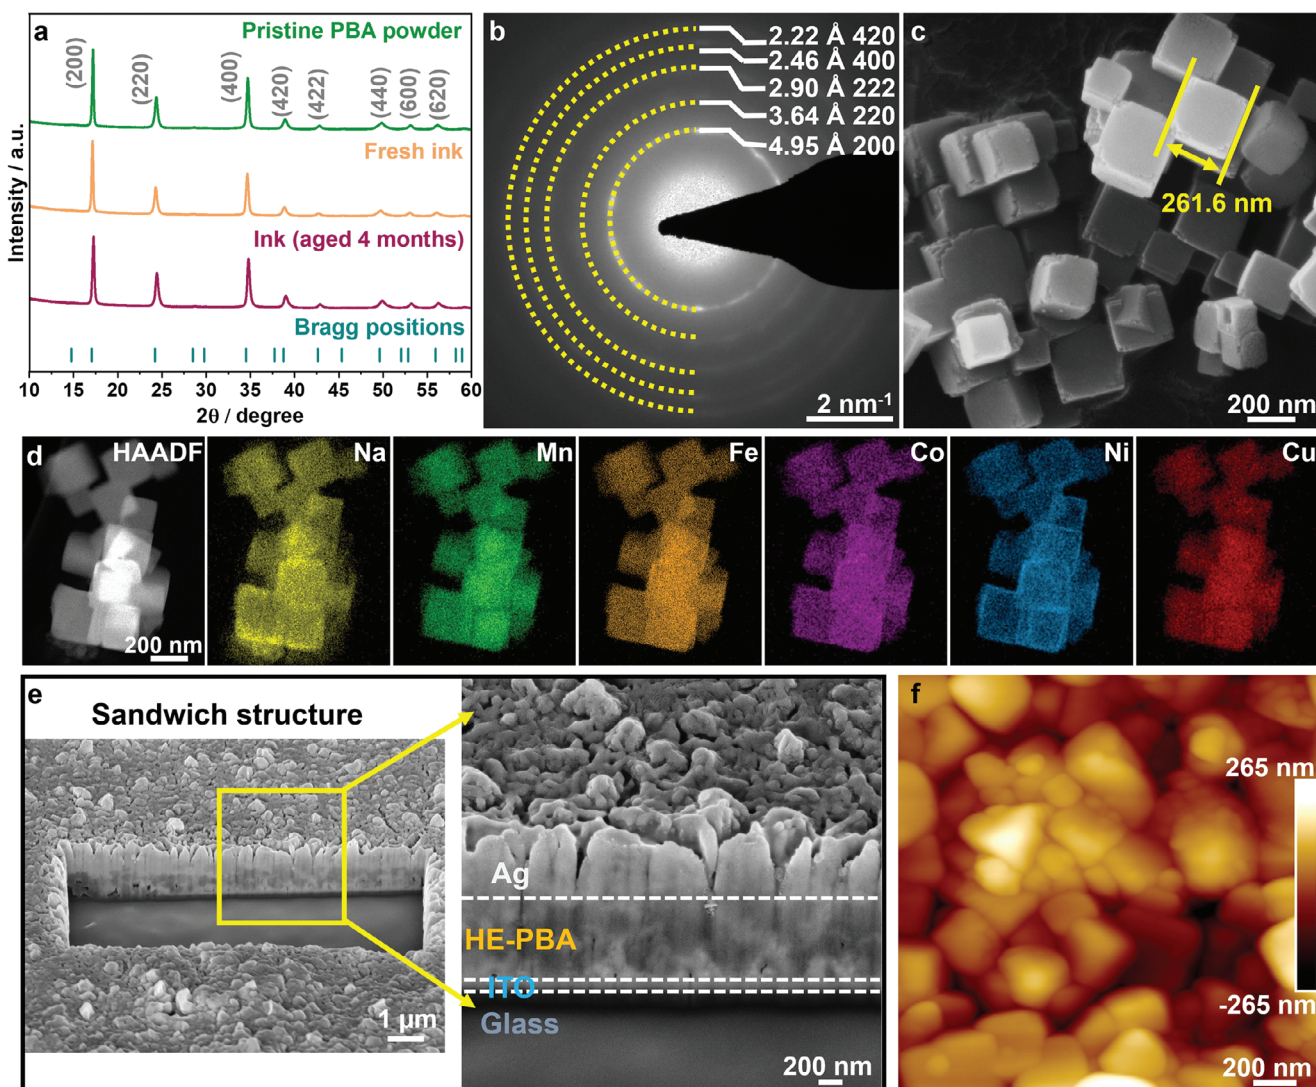 a
Pristine PBA powder
(200)
(220)
(400)
(420)
(422)
(440)
(600)
(620)
Fresh ink
Ink (aged 4 months)
Bragg positions
Intensity / a.u.
10 15 20 25 30 35 40 45 50 55 60
2θ / degree
b
2.22 Å 420
2.46 Å 400
2.90 Å 222
3.64 Å 220
4.95 Å 200
2 nm⁻¹
c
261.6 nm
200 nm
d
HAADF
200 nm
Na
Mn
Fe
Co
Ni
Cu
e
Sandwich structure
1 µm
Ag
HE-PBA
ITO
Glass
200 nm
f
265 nm
-265 nm
200 nm